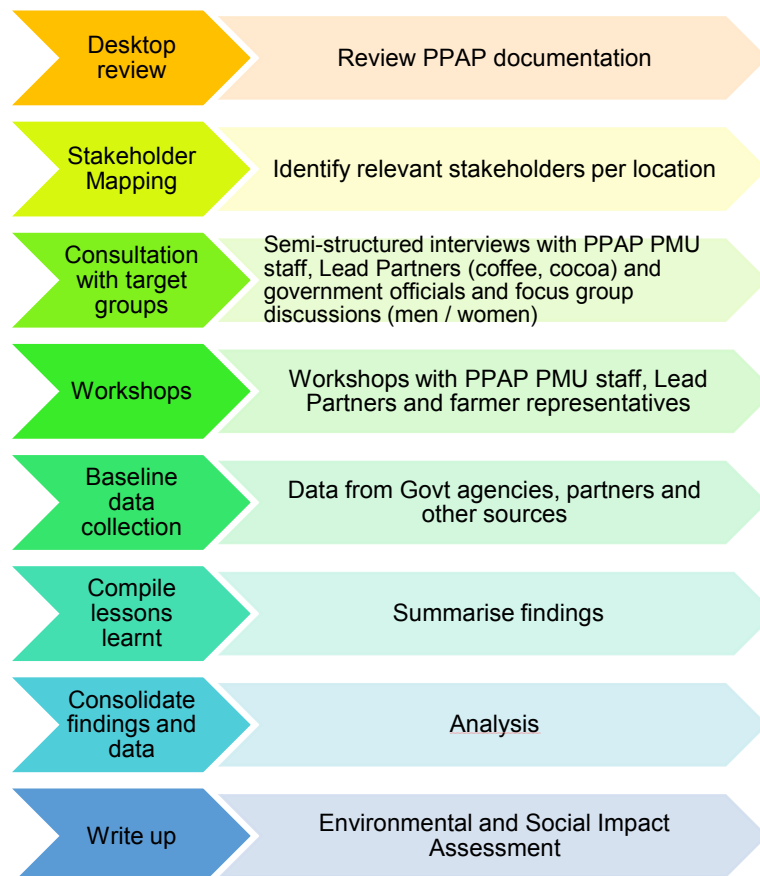 Desktop
review
Review PPAP documentation
Stakeholder
Mapping
Identify relevant stakeholders per location
Consultation
with target
groups
Semi-structured interviews with PPAP PMU
staff, Lead Partners (coffee, cocoa) and
government officials and focus group
discussions (men / women)
Workshops
Workshops with PPAP PMU staff, Lead
Partners and farmer representatives
Baseline
data
collection
Data from Govt agencies, partners and
other sources
Compile
lessons
learnt
Summarise findings
Consolidate
findings and
data
Analysis
Write up
Environmental and Social Impact
Assessment